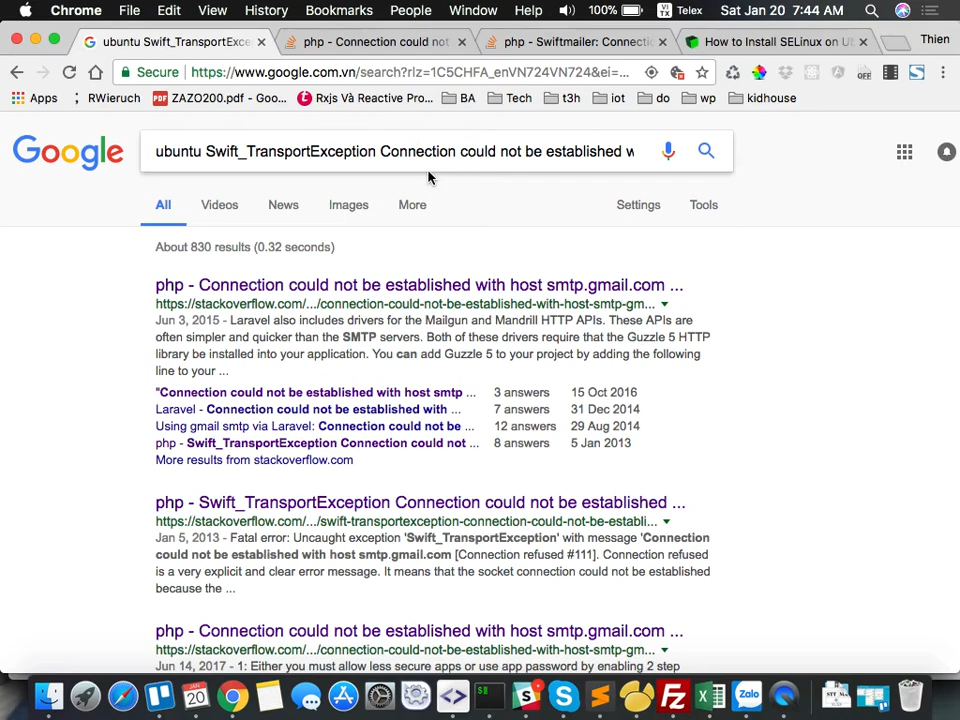 Chrome File Edit View History Bookmarks People Window Help 100% VI TX Telex Sat Jan 20 7:44 AM
ubuntu Swift_TransportExce php - Connection could not php - Swiftmailer: Connecti How to Install SELinux on U Thien
Secure https://www.google.com.vn/search?rlz=1C5CHFA_enVN724VN724&ei=... OFF S
Apps RWieruch PDF ZAZO200.pdf - Goo... Rxjs Và Reactive Pro... BA Tech t3h iot do wp kidhouse
Google ubuntu Swift_TransportException Connection could not be established w
All Videos News Images More Settings Tools
About 830 results (0.32 seconds)
php - Connection could not be established with host smtp.gmail.com ...
https://stackoverflow.com/.../connection-could-not-be-established-with-host-smtp-gm...
Jun 3, 2015 - Laravel also includes drivers for the Mailgun and Mandrill HTTP APIs. These APIs are
often simpler and quicker than the SMTP servers. Both of these drivers require that the Guzzle 5 HTTP
library be installed into your application. You can add Guzzle 5 to your project by adding the following
line to your ...
"Connection could not be established with host smtp ... 3 answers 15 Oct 2016
Laravel - Connection could not be established with ... 7 answers 31 Dec 2014
Using gmail smtp via Laravel: Connection could not be ... 12 answers 29 Aug 2014
php - Swift_TransportException Connection could not ... 8 answers 5 Jan 2013
More results from stackoverflow.com
php - Swift_TransportException Connection could not be established ...
https://stackoverflow.com/.../swift-transportexception-connection-could-not-be-establi...
Jan 5, 2013 - Fatal error: Uncaught exception 'Swift_TransportException' with message 'Connection
could not be established with host smtp.gmail.com [Connection refused #111]. Connection refused
is a very explicit and clear error message. It means that the socket connection could not be established
because the ...
php - Connection could not be established with host smtp.gmail.com ...
https://stackoverflow.com/.../connection-could-not-be-established-with-host-smtp-gm...
Jun 14, 2017 - 1: Either you must allow less secure apps or use app password by enabling 2 step
JAN 20 Zalo